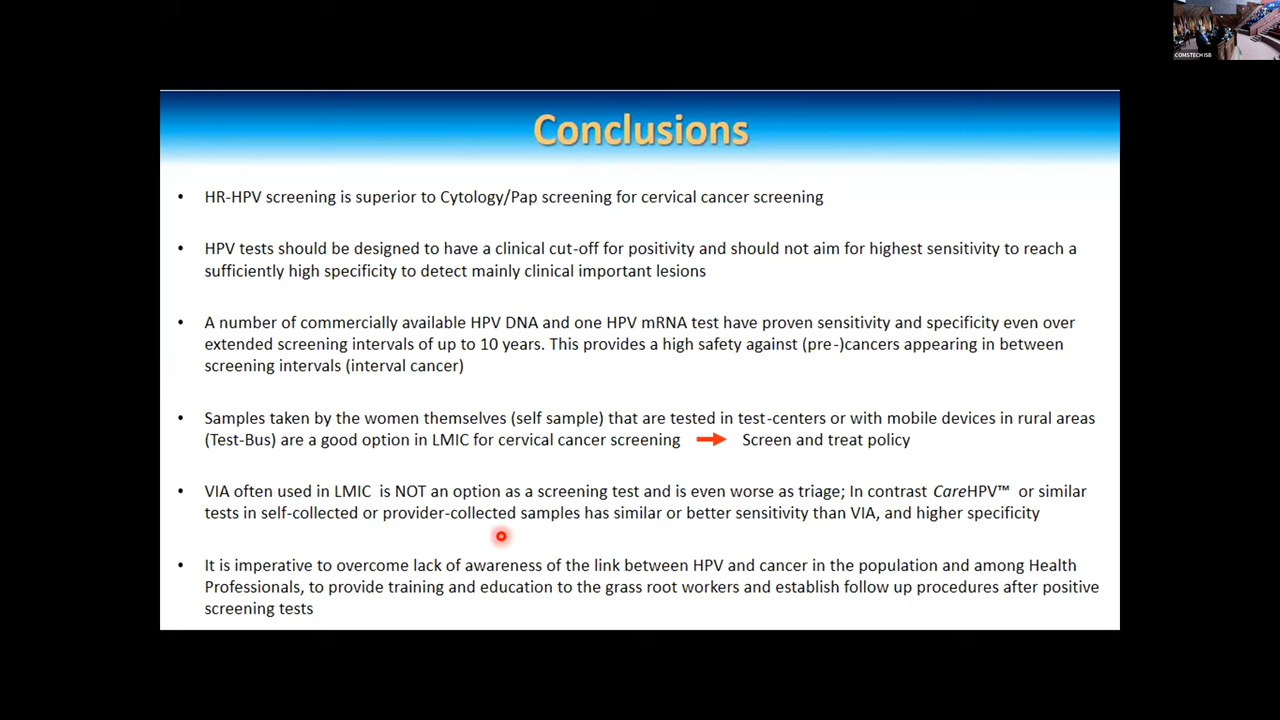 COMSTECH ISB
Conclusions
• HR-HPV screening is superior to Cytology/Pap screening for cervical cancer screening
• HPV tests should be designed to have a clinical cut-off for positivity and should not aim for highest sensitivity to reach a
sufficiently high specificity to detect mainly clinical important lesions
• A number of commercially available HPV DNA and one HPV mRNA test have proven sensitivity and specificity even over
extended screening intervals of up to 10 years. This provides a high safety against (pre-)cancers appearing in between
screening intervals (interval cancer)
• Samples taken by the women themselves (self sample) that are tested in test-centers or with mobile devices in rural areas
(Test-Bus) are a good option in LMIC for cervical cancer screening → Screen and treat policy
• VIA often used in LMIC is NOT an option as a screening test and is even worse as triage; In contrast CareHPV™ or similar
tests in self-collected or provider-collected samples has similar or better sensitivity than VIA, and higher specificity
• It is imperative to overcome lack of awareness of the link between HPV and cancer in the population and among Health
Professionals, to provide training and education to the grass root workers and establish follow up procedures after positive
screening tests